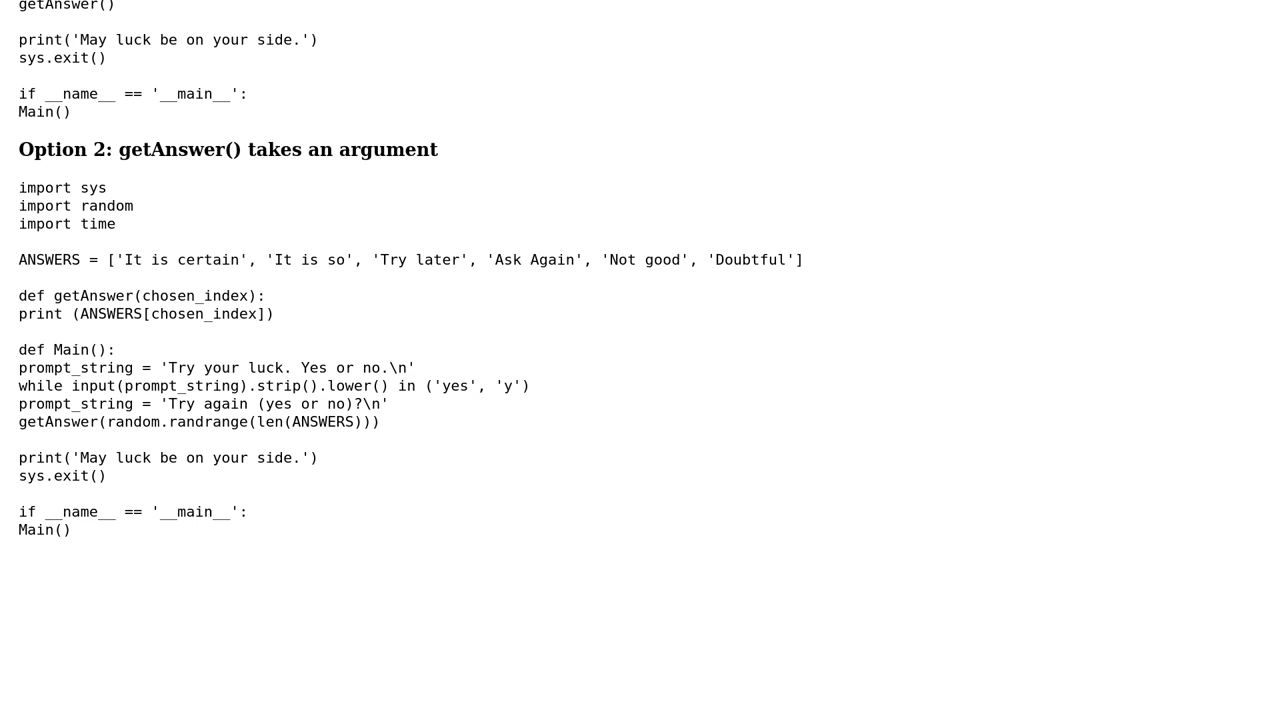 getAnswer()
print('May luck be on your side.')
sys.exit()
if __name__ == '__main__':
Main()
Option 2: getAnswer() takes an argument
import sys
import random
import time
ANSWERS = ['It is certain', 'It is so', 'Try later', 'Ask Again', 'Not good', 'Doubtful']
def getAnswer(chosen_index):
print (ANSWERS[chosen_index])
def Main():
prompt_string = 'Try your luck. Yes or no.\n'
while input(prompt_string).strip().lower() in ('yes', 'y')
prompt_string = 'Try again (yes or no)?\n'
getAnswer(random.randrange(len(ANSWERS)))
print('May luck be on your side.')
sys.exit()
if __name__ == '__main__':
Main()